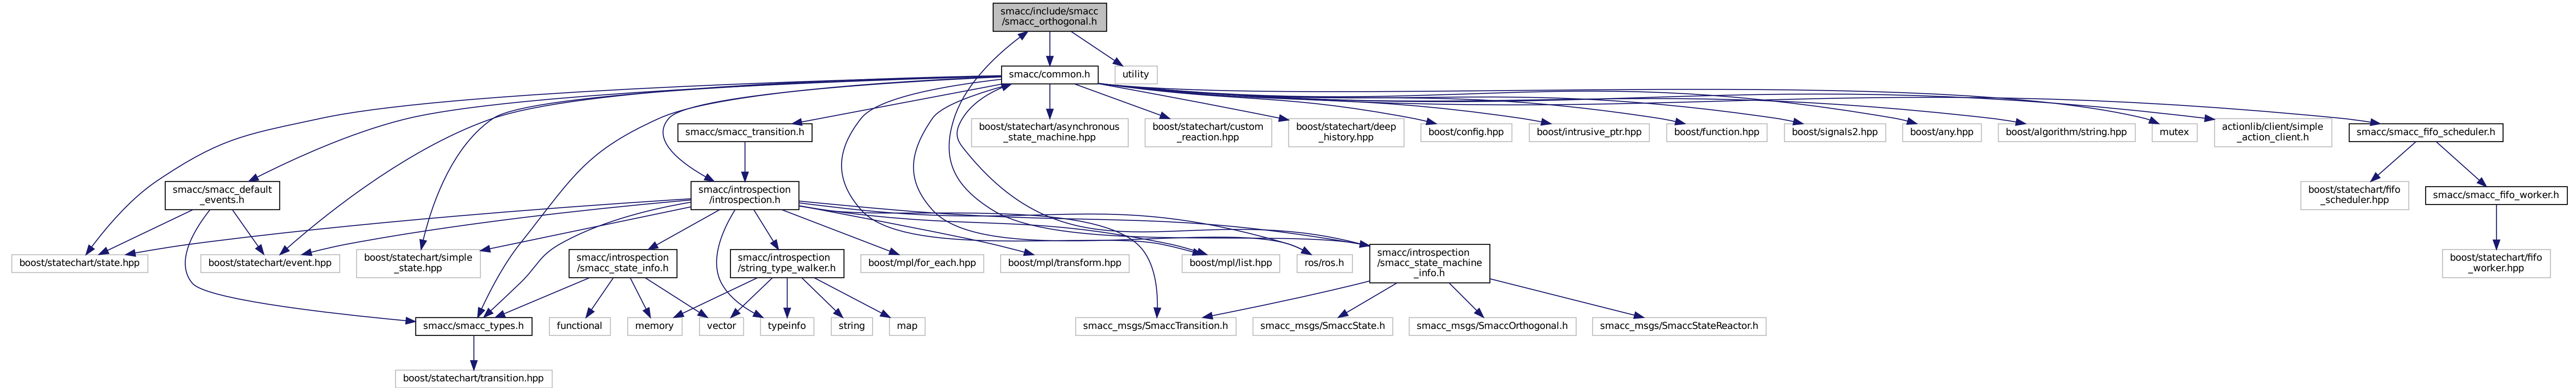 smacc/include/smacc
/smacc_orthogonal.h
smacc/common.h
utility
smacc/smacc_transition.h
boost/statechart/asynchronous
_state_machine.hpp
boost/statechart/custom
_reaction.hpp
boost/statechart/deep
_history.hpp
boost/config.hpp
boost/intrusive_ptr.hpp
boost/function.hpp
boost/signals2.hpp
boost/any.hpp
boost/algorithm/string.hpp
mutex
actionlib/client/simple
_action_client.h
smacc/smacc_fifo_scheduler.h
smacc/smacc_default
_events.h
smacc/introspection
/introspection.h
boost/statechart/fifo
_scheduler.hpp
smacc/smacc_fifo_worker.h
boost/statechart/state.hpp
boost/statechart/event.hpp
boost/statechart/simple
_state.hpp
smacc/introspection
/smacc_state_info.h
smacc/introspection
/string_type_walker.h
boost/mpl/for_each.hpp
boost/mpl/transform.hpp
boost/mpl/list.hpp
ros/ros.h
smacc/introspection
/smacc_state_machine
_info.h
boost/statechart/fifo
_worker.hpp
smacc/smacc_types.h
functional
memory
vector
typeinfo
string
map
smacc_msgs/SmaccTransition.h
smacc_msgs/SmaccState.h
smacc_msgs/SmaccOrthogonal.h
smacc_msgs/SmaccStateReactor.h
boost/statechart/transition.hpp